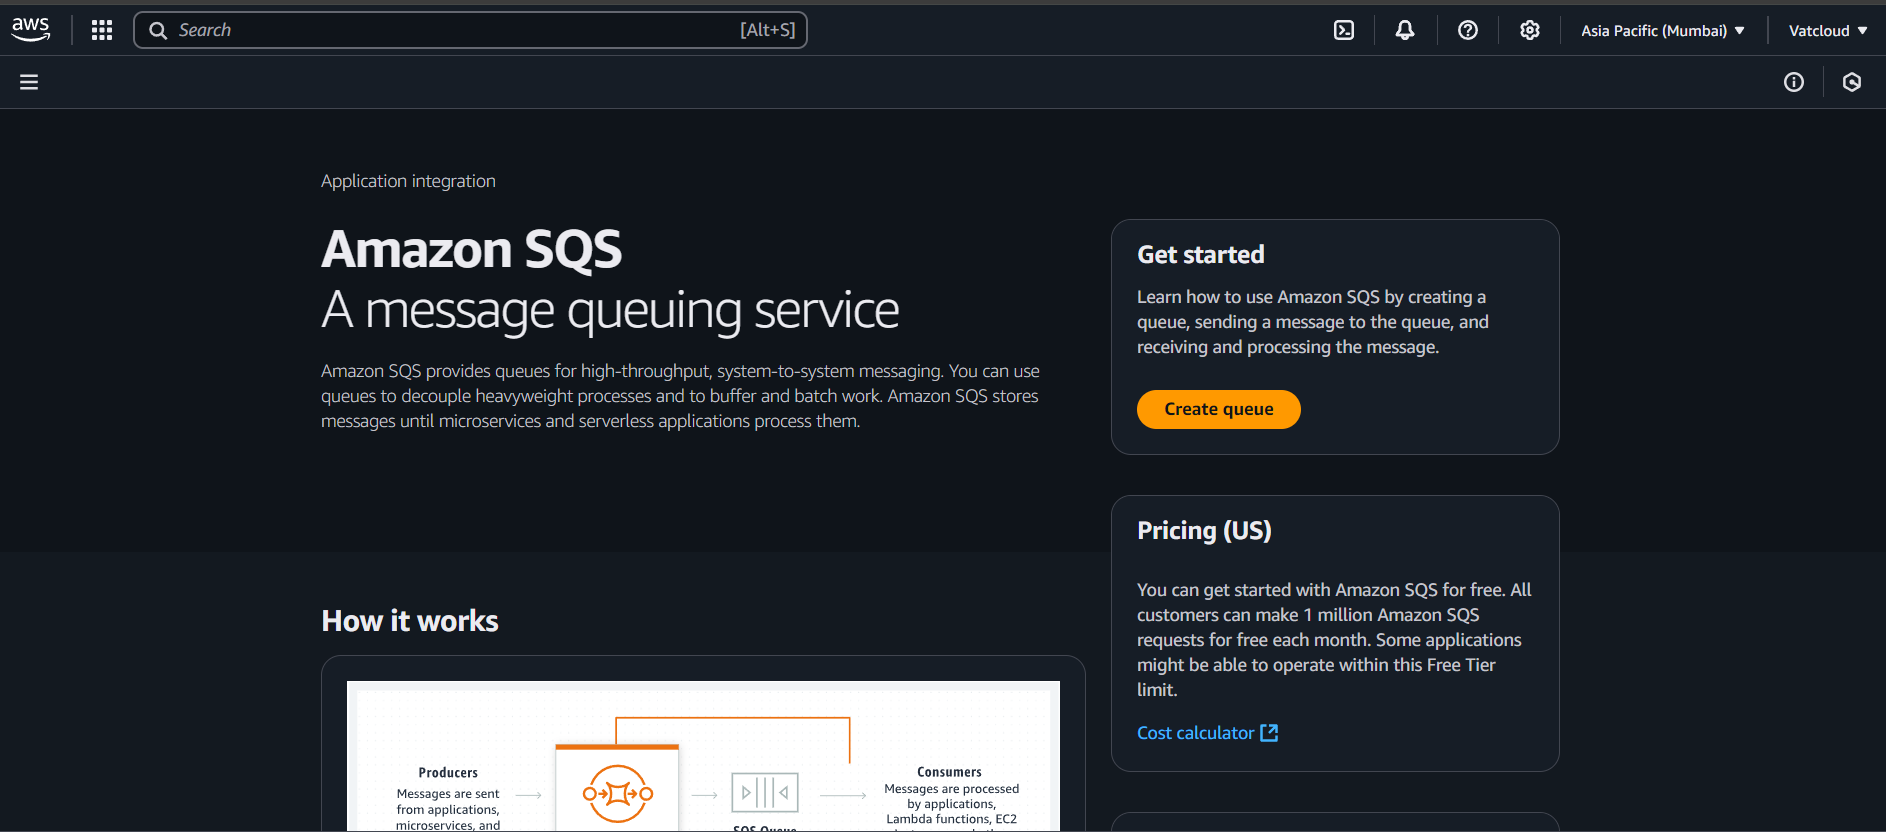 aws
Search
[Alt+S]
Asia Pacific (Mumbai)
Vatcloud
Application integration
Amazon SQS
A message queuing service
Amazon SQS provides queues for high-throughput, system-to-system messaging. You can use
queues to decouple heavyweight processes and to buffer and batch work. Amazon SQS stores
messages until microservices and serverless applications process them.
Get started
Learn how to use Amazon SQS by creating a
queue, sending a message to the queue, and
receiving and processing the message.
Create queue
Pricing (US)
You can get started with Amazon SQS for free. All
customers can make 1 million Amazon SQS
requests for free each month. Some applications
might be able to operate within this Free Tier
limit.
Cost calculator
How it works
Producers
Messages are sent
from applications,
microservices, and
SQS Queue
Consumers
Messages are processed
by applications,
Lambda functions, EC2